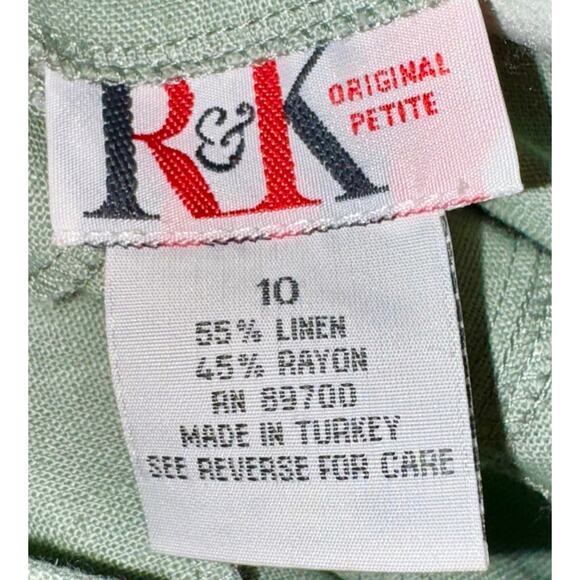 R&K
ORIGINAL
PETITE
10
55% LINEN
45% RAYON
RN 89700
MADE IN TURKEY
SEE REVERSE FOR CARE